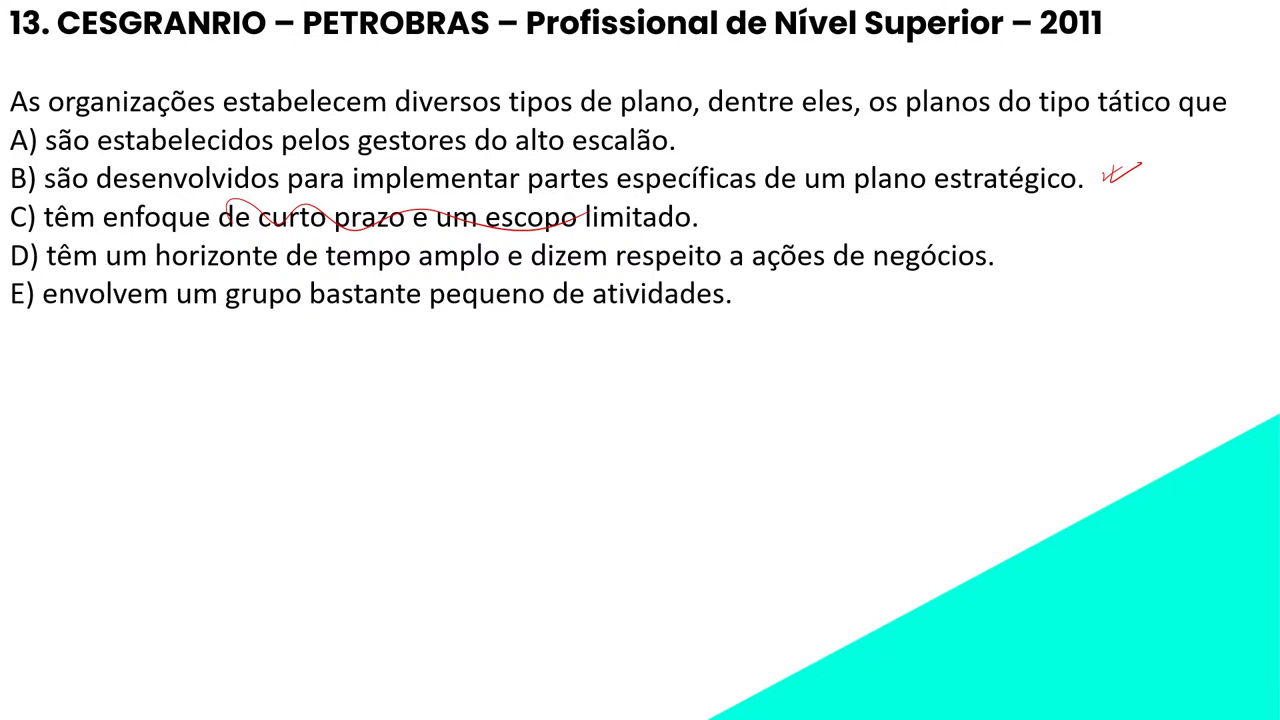 13. CESGRANRIO – PETROBRAS – Profissional de Nível Superior – 2011
As organizações estabelecem diversos tipos de plano, dentre eles, os planos do tipo tático que
A) são estabelecidos pelos gestores do alto escalão.
B) são desenvolvidos para implementar partes específicas de um plano estratégico.
C) têm enfoque de curto prazo e um escopo limitado.
D) têm um horizonte de tempo amplo e dizem respeito a ações de negócios.
E) envolvem um grupo bastante pequeno de atividades.